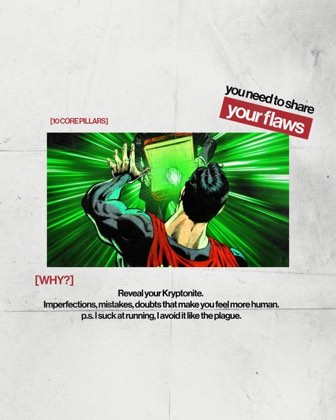 you need to share
your flaws
[10 CORE PILLARS]
[WHY?]
Reveal your Kryptonite.
Imperfections, mistakes, doubts that make you feel more human.
p.s. I suck at running, I avoid it like the plague.